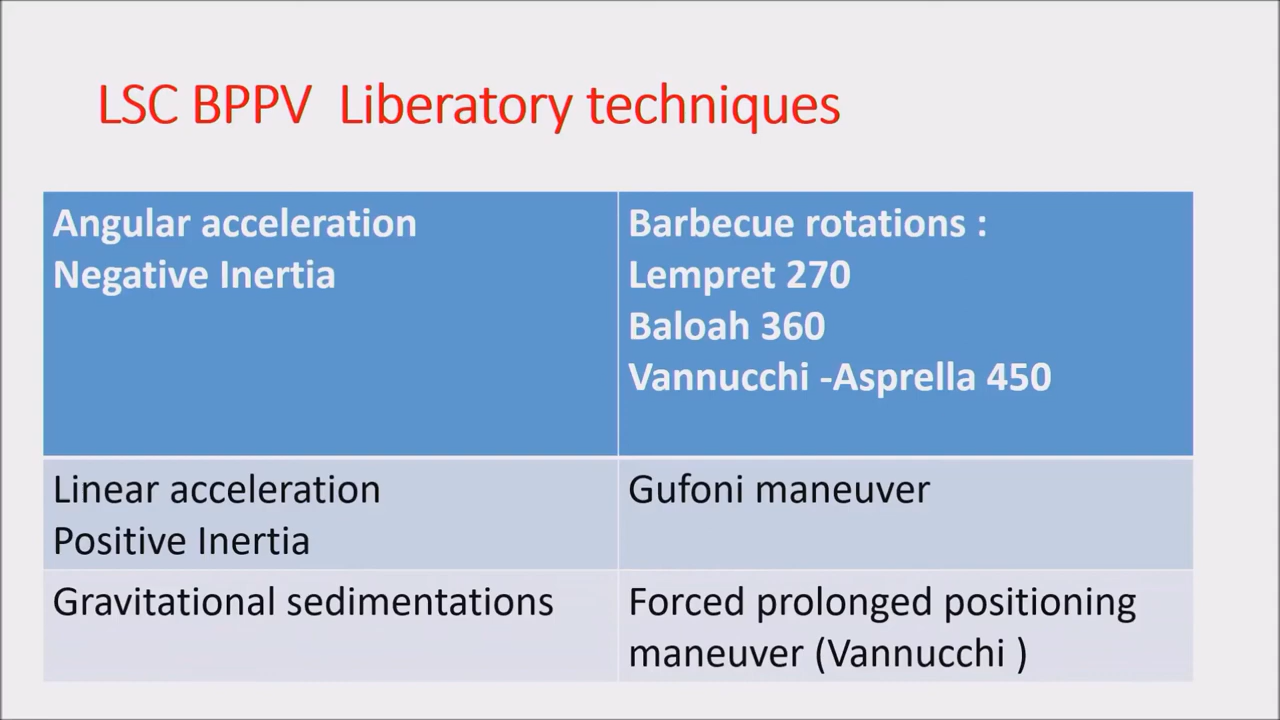 LSC BPPV Liberatory techniques
Angular acceleration
Negative Inertia
Barbecue rotations :
Lempret 270
Baloah 360
Vannucchi -Asprella 450
Linear acceleration
Positive Inertia
Gufoni maneuver
Gravitational sedimentations
Forced prolonged positioning
maneuver (Vannucchi )